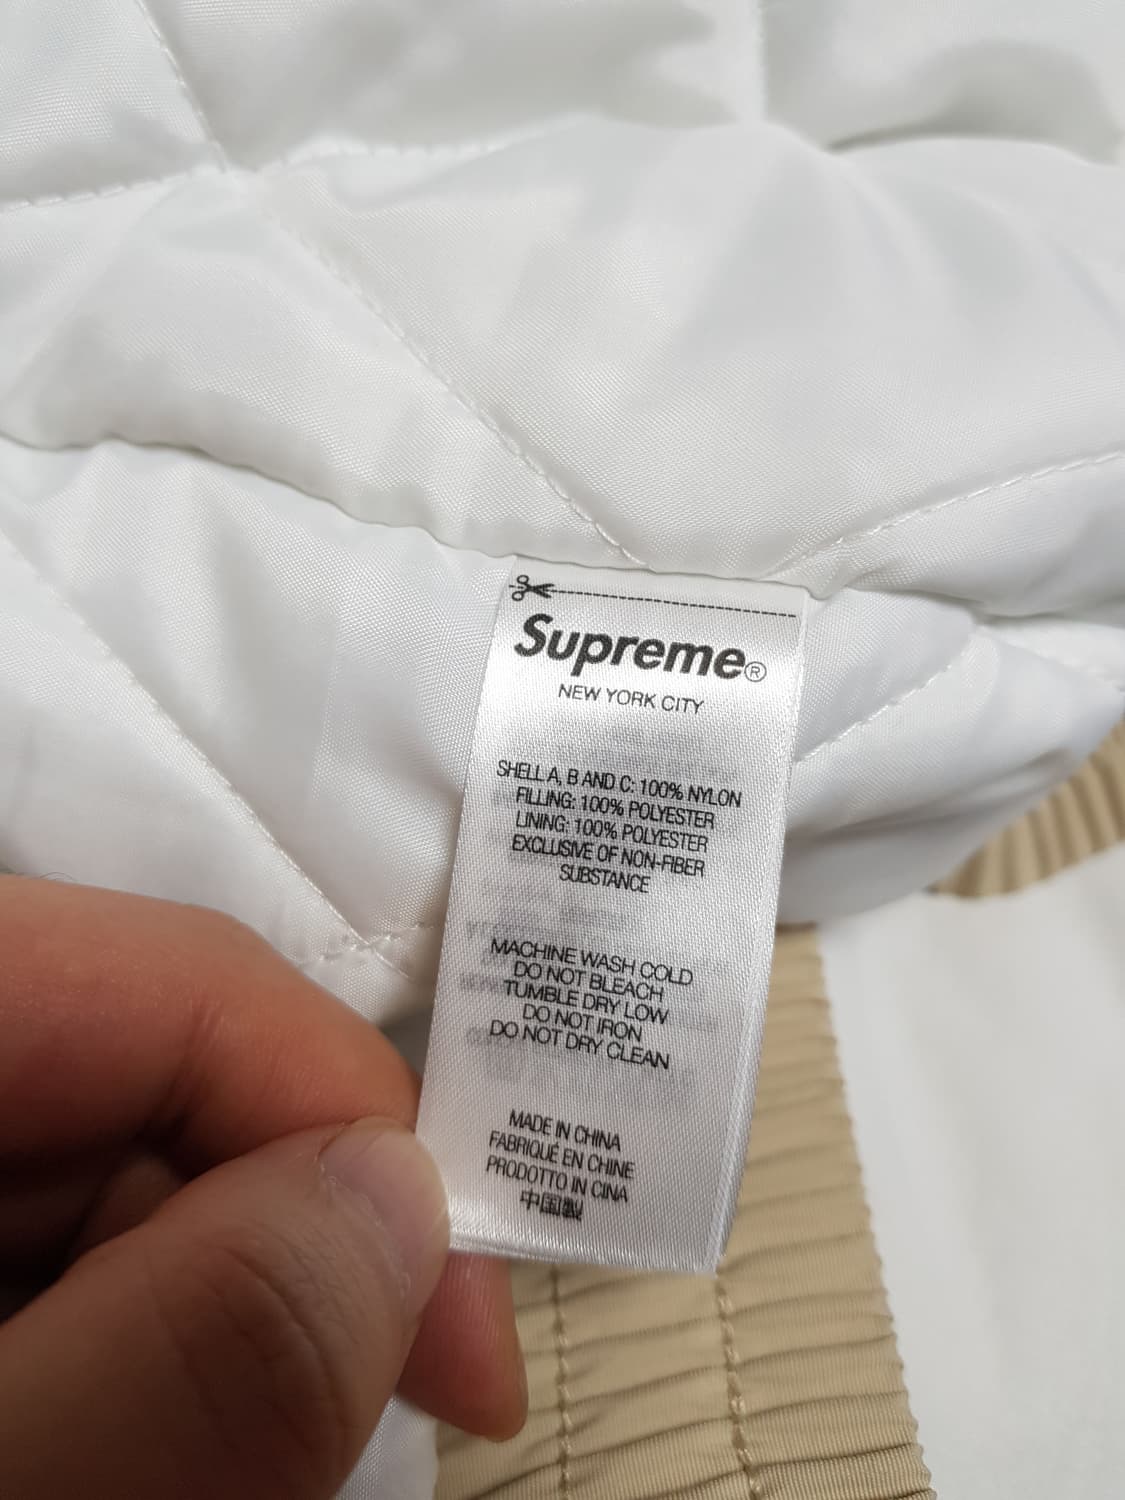 Supreme®
NEW YORK CITY
SHELL A, B AND C: 100% NYLON
FILLING: 100% POLYESTER
LINING: 100% POLYESTER
EXCLUSIVE OF NON-FIBER
SUBSTANCE
MACHINE WASH COLD
DO NOT BLEACH
TUMBLE DRY LOW
DO NOT IRON
DO NOT DRY CLEAN
MADE IN CHINA
FABRIQUÉ EN CHINE
PRODOTTO IN CINA
中国製